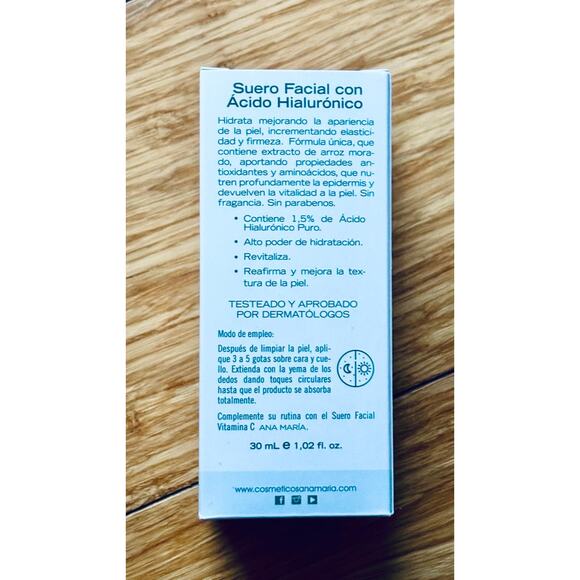 Suero Facial con
Ácido Hialurónico
Hidrata mejorando la apariencia
de la piel, incrementando elastici-
dad y firmeza. Fórmula única, que
contiene extracto de arroz mora-
do, aportando propiedades an-
tioxidantes y aminoácidos, que nu-
tren profundamente la epidermis y
devuelven la vitalidad a la piel. Sin
fragancia. Sin parabenos.
• Contiene 1,5% de Ácido
Hialurónico Puro.
• Alto poder de hidratación.
• Revitaliza.
• Reafirma y mejora la tex-
tura de la piel.
TESTEADO Y APROBADO
POR DERMATÓLOGOS
Modo de empleo:
Después de limpiar la piel, apli-
que 3 a 5 gotas sobre cara y cue-
llo. Extienda con la yema de los
dedos dando toques circulares
hasta que el producto se absorba
totalmente.
Complemente su rutina con el Suero Facial
Vitamina C ANA MARÍA.
30 mL e 1,02 fl. oz.
www.cosmeticosanamaria.com